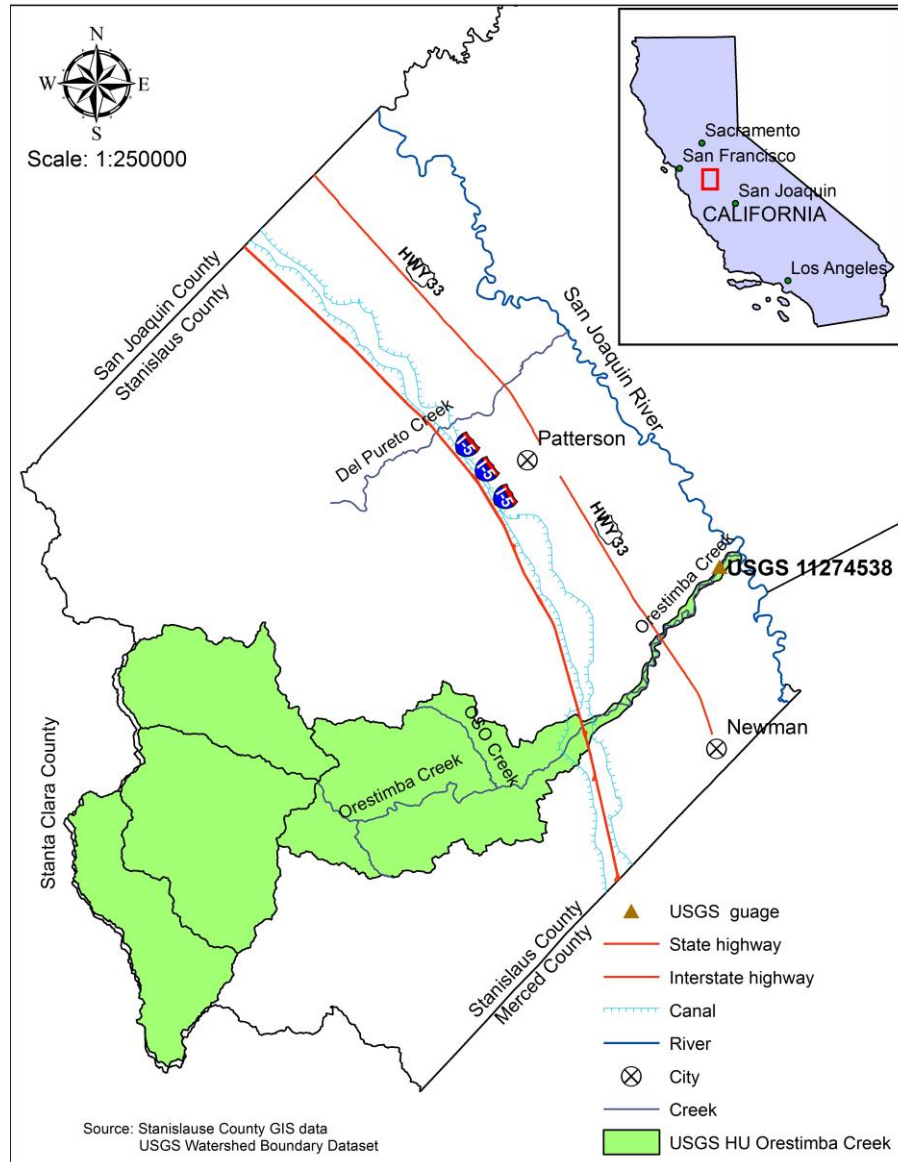 N
W E
S
Scale: 1:250000
Sacramento
San Francisco
San Joaquin
CALIFORNIA
Los Angeles
San Joaquin County
Stanislaus County
HWY 33
San Joaquin River
Del Pureto Creek
I-5
I-5
I-5
Patterson
HWY 33
Orestimba Creek
USGS 11274538
Newman
OSO Creek
Orestimba Creek
Stanta Clara County
Stanislaus County
Merced County
USGS guage
State highway
Interstate highway
Canal
River
City
Creek
USGS HU Orestimba Creek
Source: Stanislause County GIS data
USGS Watershed Boundary Dataset